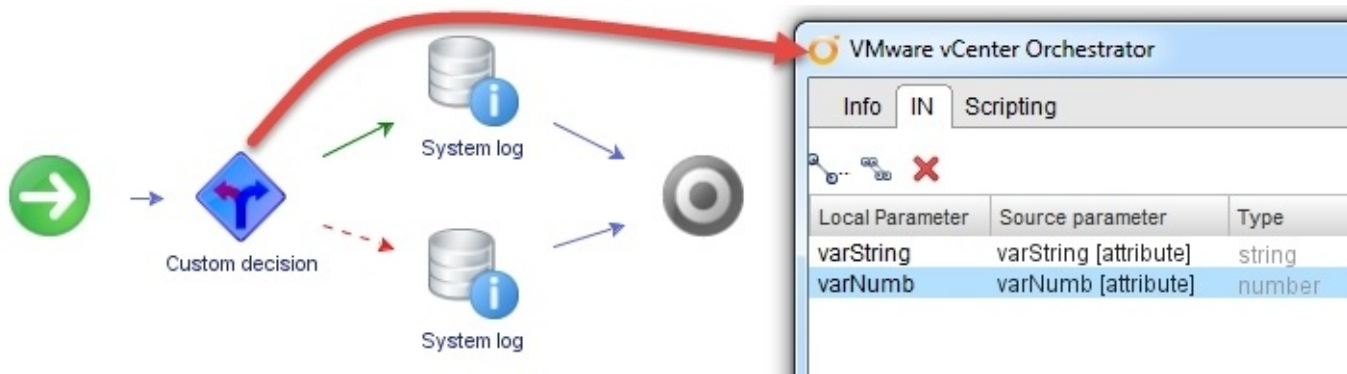 System log
Custom decision
System log
VMware vCenter Orchestrator
Info IN Scripting
Local Parameter Source parameter Type
varString varString [attribute] string
varNumb varNumb [attribute] number